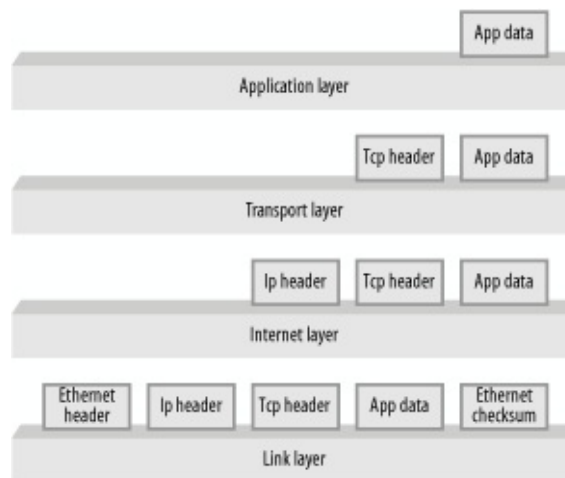 App data
Application layer
Tcp header App data
Transport layer
Ip header Tcp header App data
Internet layer
Ethernet header Ip header Tcp header App data Ethernet checksum
Link layer